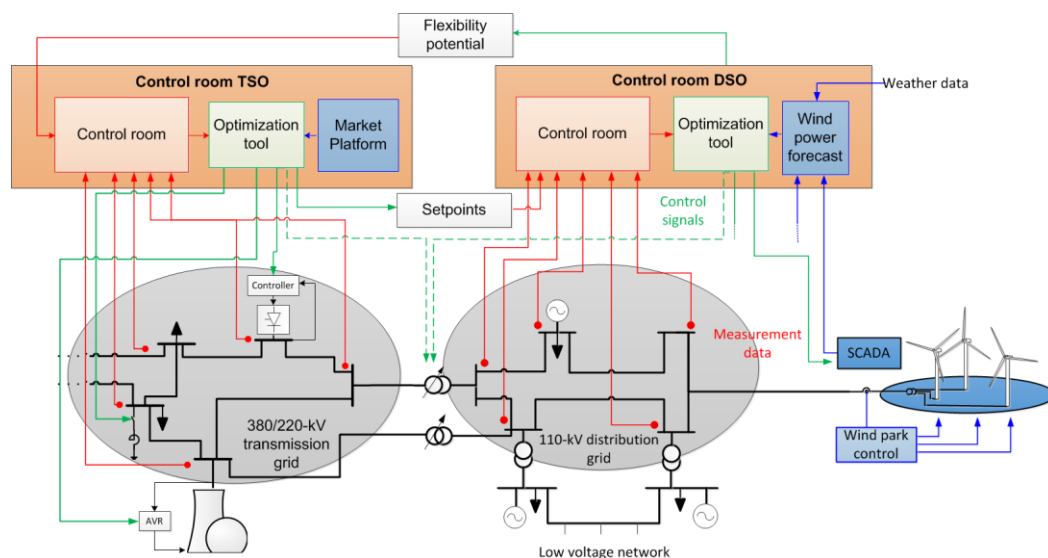 Flexibility
potential
Control room TSO
Control room
Optimization
tool
Market
Platform
Control room DSO
Control room
Optimization
tool
Wind
power
forecast
Weather data
Setpoints
Control
signals
Controller
Measurement
data
SCADA
380/220-kV
transmission
grid
110-kV distribution
grid
Wind park
control
AVR
Low voltage network